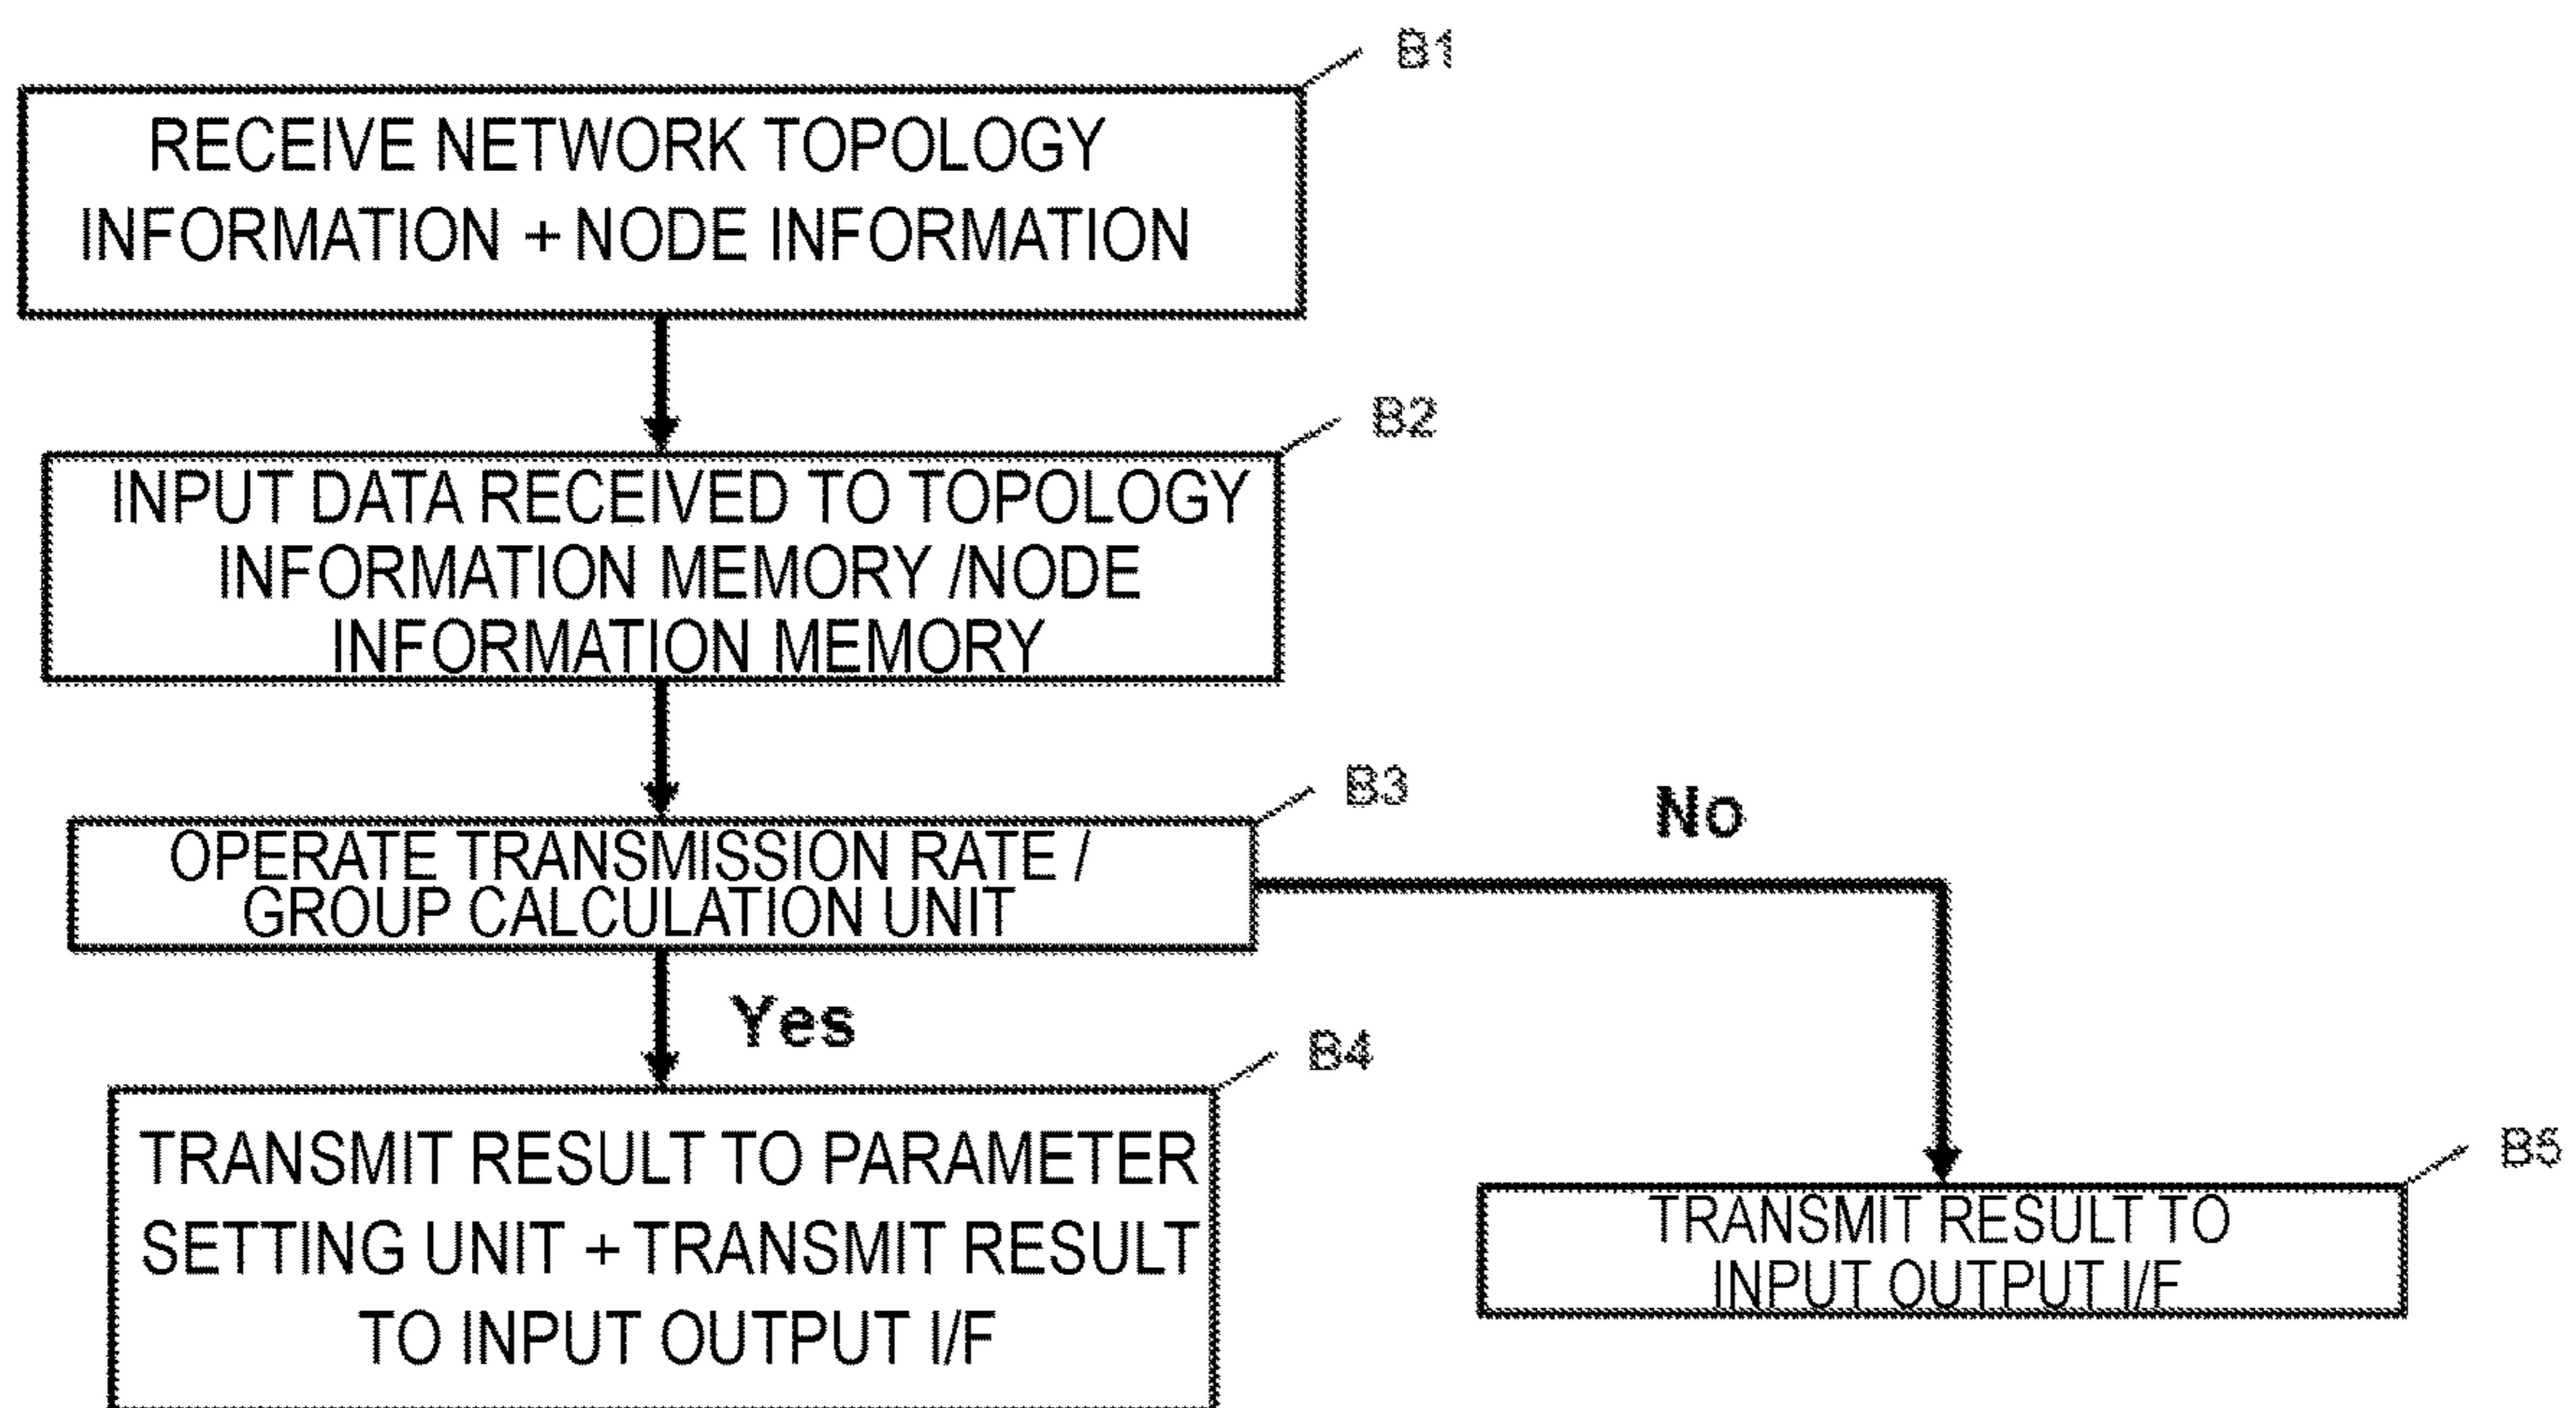 B1
RECEIVE NETWORK TOPOLOGY
INFORMATION + NODE INFORMATION
B2
INPUT DATA RECEIVED TO TOPOLOGY
INFORMATION MEMORY /NODE
INFORMATION MEMORY
B3
OPERATE TRANSMISSION RATE /
GROUP CALCULATION UNIT
No
Yes
B4
TRANSMIT RESULT TO PARAMETER
SETTING UNIT + TRANSMIT RESULT
TO INPUT OUTPUT I/F
B5
TRANSMIT RESULT TO
INPUT OUTPUT I/F